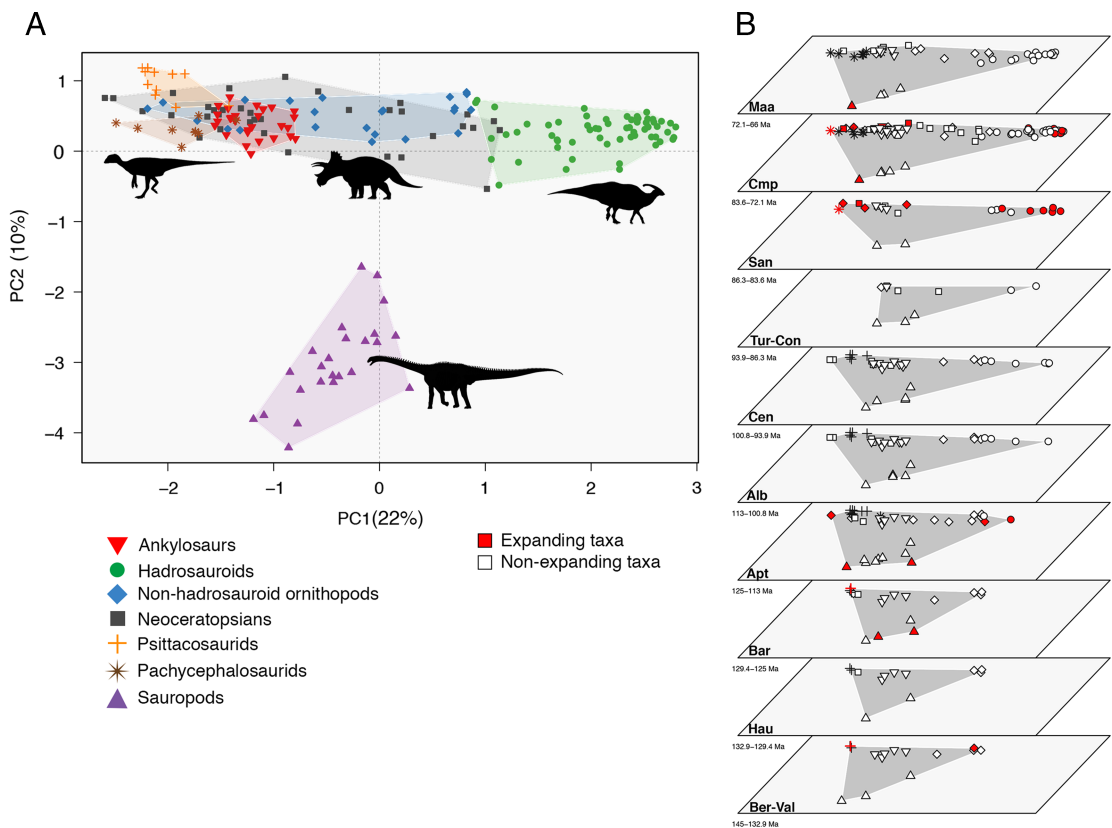 A
1
0
−1
−2
−3
−4
PC2 (10%)
−2
−1
0
1
2
3
PC1(22%)
Ankylosaurs
Hadrosauroids
Non-hadrosauroid ornithopods
Neoceratopsians
Psittacosaurids
Pachycephalosaurids
Sauropods
Expanding taxa
Non-expanding taxa
B
Maa
72.1–66 Ma
Cmp
83.6–72.1 Ma
San
86.3–83.6 Ma
Tur-Con
93.9–86.3 Ma
Cen
100.8–93.9 Ma
Alb
113–100.8 Ma
Apt
125–113 Ma
Bar
129.4–125 Ma
Hau
132.9–129.4 Ma
Ber-Val
145–132.9 Ma